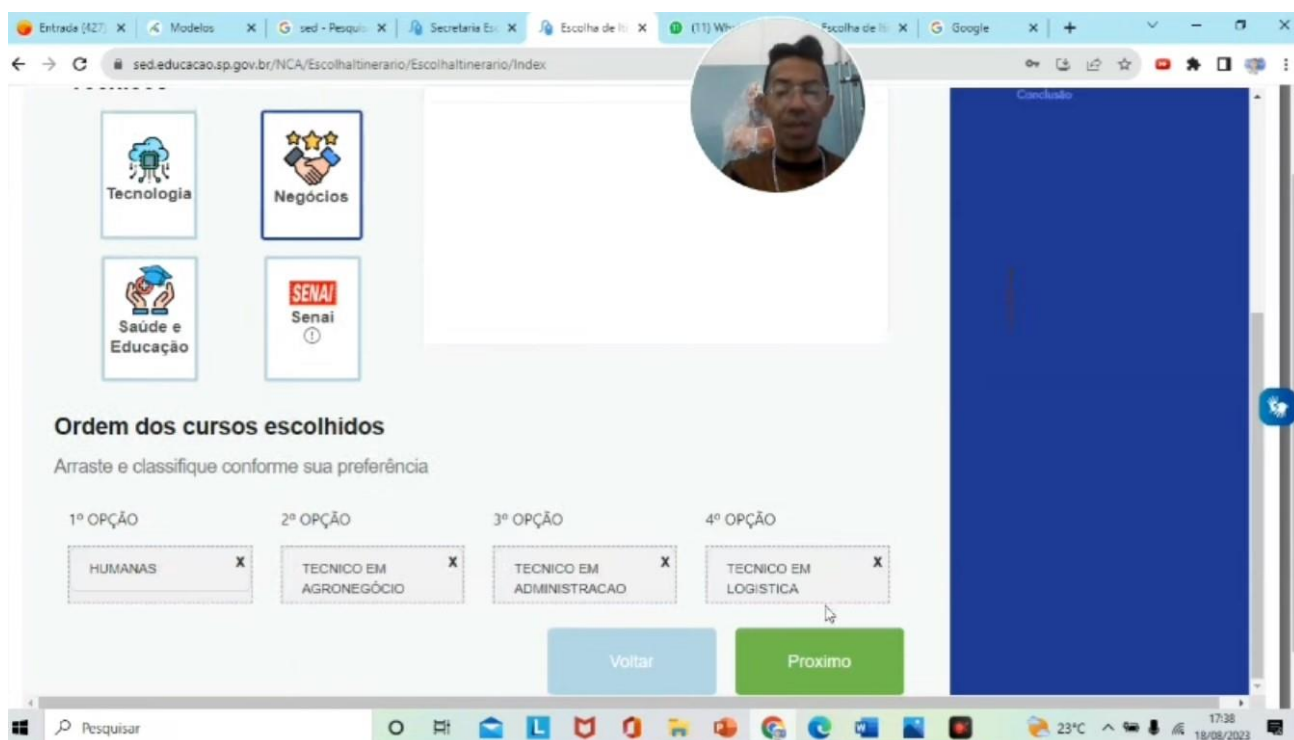 Entrada (427)
Modelos
sed - Pesquis
Secretaria Esc
Escolha de It
(11) Wh
Escolha de It
Google
sed.educacao.sp.gov.br/NCA/EscolhaItinerario/EscolhaItinerario/Index
Conclusão
Tecnologia
Negócios
Saúde e
Educação
SENAI
Senai
Ordem dos cursos escolhidos
Arraste e classifique conforme sua preferência
1º OPÇÃO
2º OPÇÃO
3º OPÇÃO
4º OPÇÃO
HUMANAS X
TECNICO EM X
AGRONEGÓCIO
TECNICO EM X
ADMINISTRACAO
TECNICO EM X
LOGISTICA
Voltar
Proximo
Pesquisar
23°C
17:38
18/08/2023